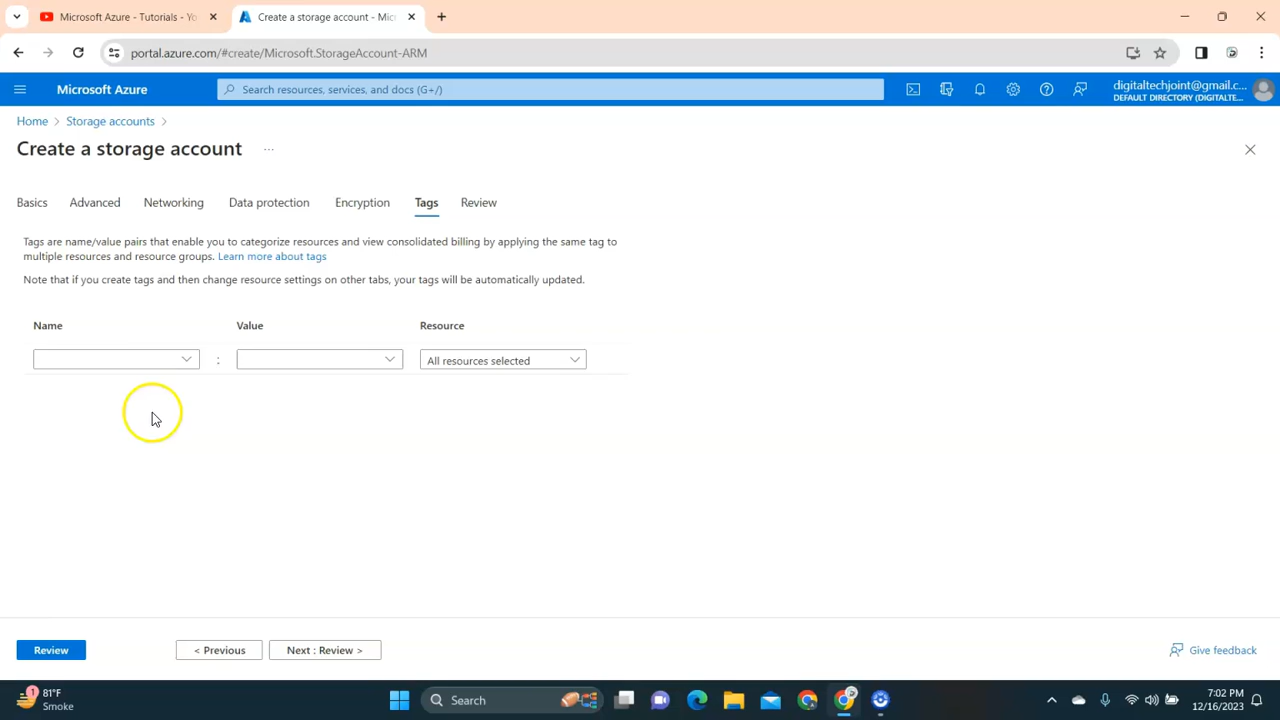 Microsoft Azure - Tutorials - Yo
Create a storage account - Micr
portal.azure.com/#create/Microsoft.StorageAccount-ARM
Microsoft Azure
Search resources, services, and docs (G+/)
digitaltechjoint@gmail.c...
DEFAULT DIRECTORY (DIGITALTE...
Home > Storage accounts >
Create a storage account ...
Basics Advanced Networking Data protection Encryption Tags Review
Tags are name/value pairs that enable you to categorize resources and view consolidated billing by applying the same tag to
multiple resources and resource groups. Learn more about tags
Note that if you create tags and then change resource settings on other tabs, your tags will be automatically updated.
Name Value Resource
: All resources selected
Review < Previous Next : Review > Give feedback
1 81°F
Smoke
Search
7:02 PM
12/16/2023